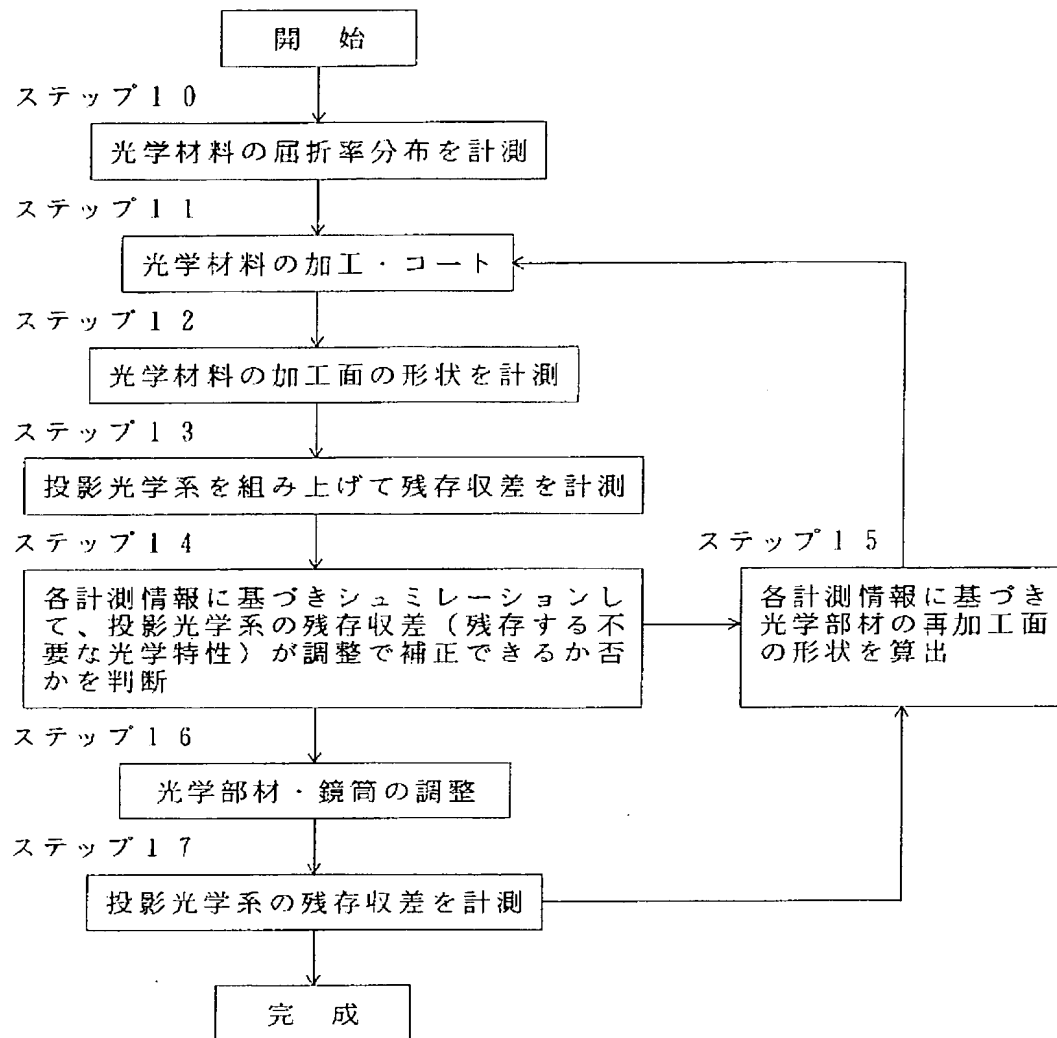 開 始
ステップ１０
光学材料の屈折率分布を計測
ステップ１１
光学材料の加工・コート
ステップ１２
光学材料の加工面の形状を計測
ステップ１３
投影光学系を組み上げて残存収差を計測
ステップ１４
各計測情報に基づきシュミレーションし
て、投影光学系の残存収差（残存する不
要な光学特性）が調整で補正できるか否
かを判断
ステップ１５
各計測情報に基づき
光学部材の再加工面
の形状を算出
ステップ１６
光学部材・鏡筒の調整
ステップ１７
投影光学系の残存収差を計測
完 成